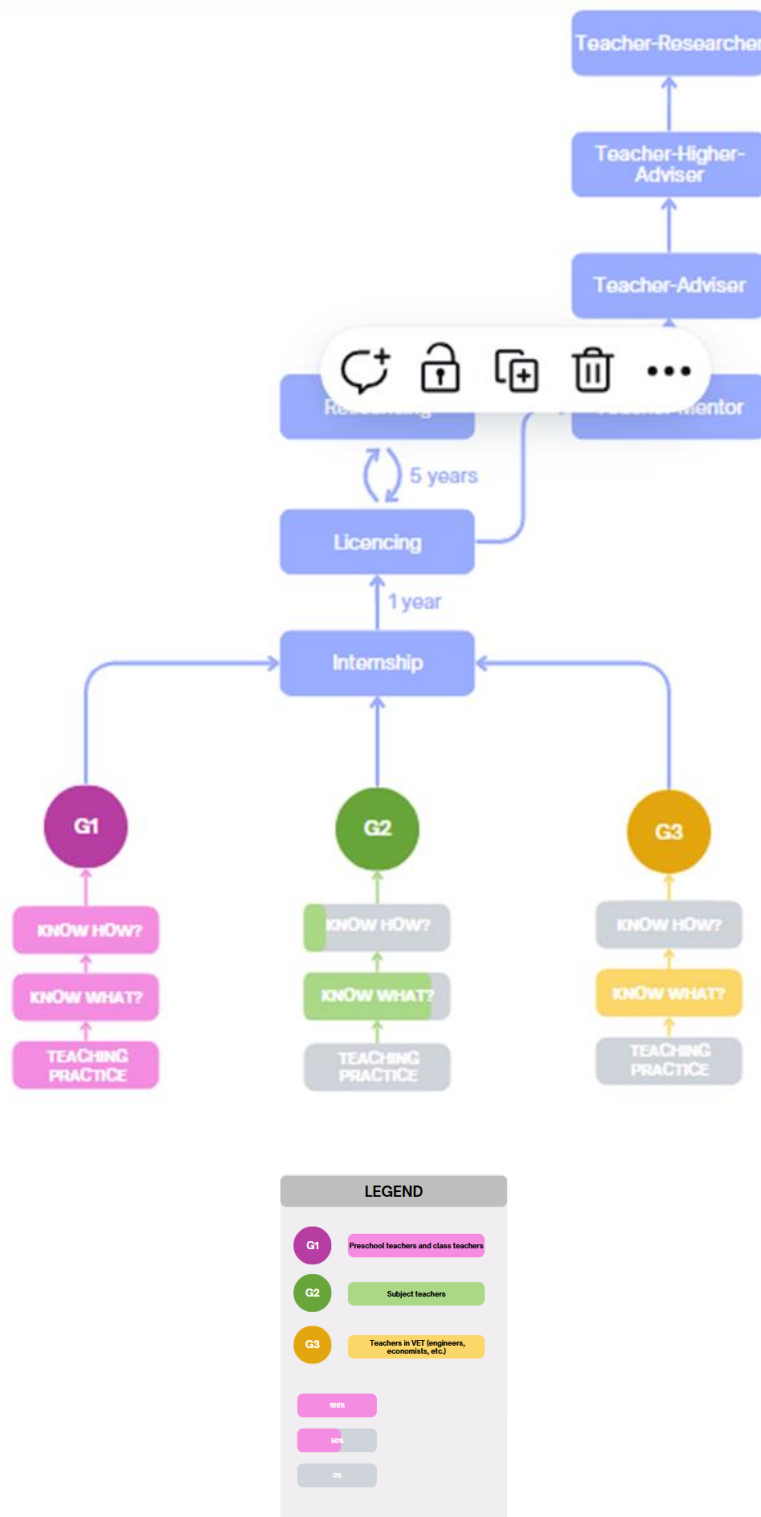 Teacher-Researcher
Teacher-Higher-
Adviser
Teacher-Adviser
5 years
Licencing
1 year
Internship
G1
G2
G3
KNOW HOW?
KNOW HOW?
KNOW HOW?
KNOW WHAT?
KNOW WHAT?
KNOW WHAT?
TEACHING
PRACTICE
TEACHING
PRACTICE
TEACHING
PRACTICE
LEGEND
G1
Preschool teachers and class teachers
G2
Subject teachers
G3
Teachers in VET (engineers,
economists, etc.)
100%
0%